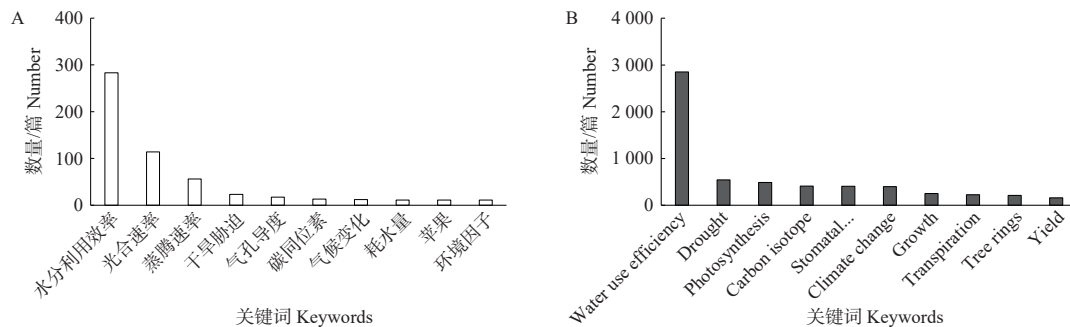 A
400
300
200
100
0
数量/篇 Number
水分利用效率
光合速率
蒸腾速率
干旱胁迫
气孔导度
碳同位素
气候变化
耗水量
苹果
环境因子
关键词 Keywords
B
4 000
3 000
2 000
1 000
0
数量/篇 Number
Water use efficiency
Drought
Photosynthesis
Carbon isotope
Stomatal...
Climate change
Growth
Transpiration
Tree rings
Yield
关键词 Keywords